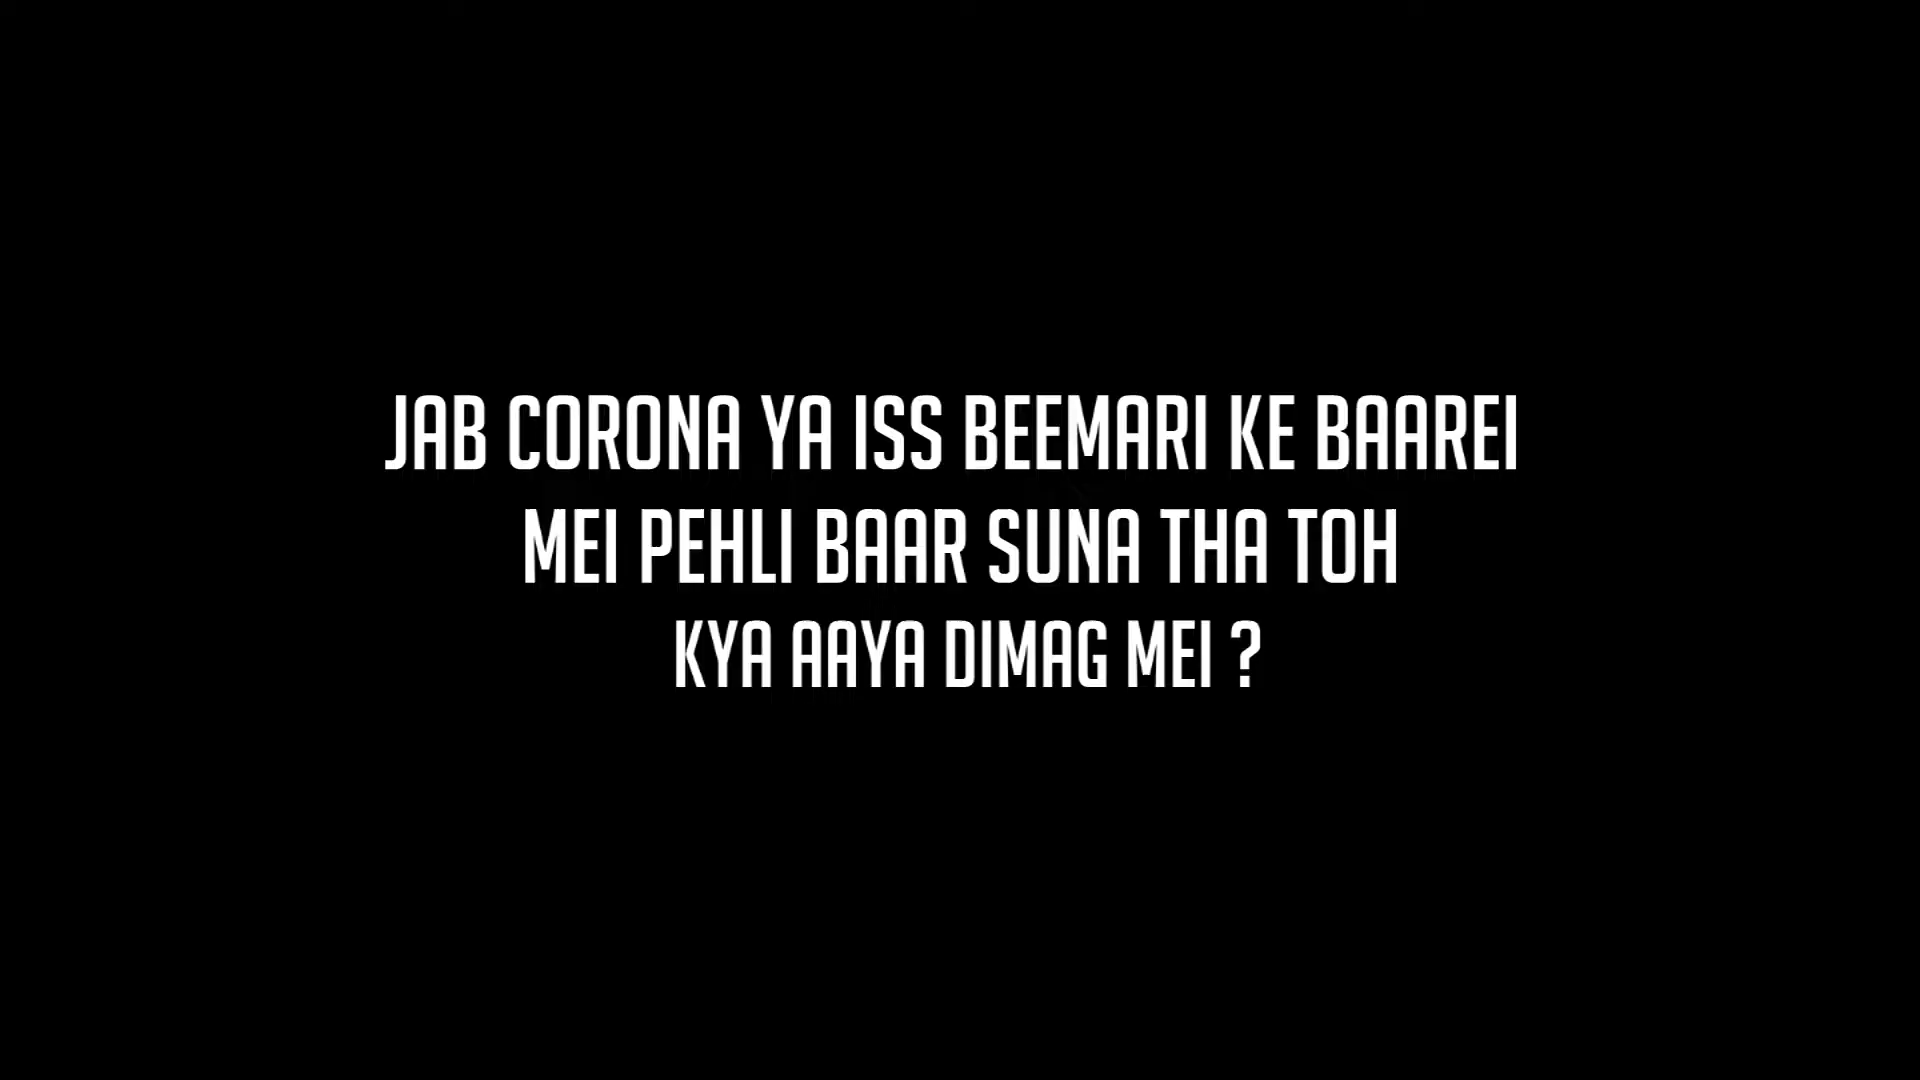 JAB CORONA YA ISS BEEMARI KE BAAREI
MEI PEHLI BAAR SUNA THA TOH
KYA AAYA DIMAG MEI ?